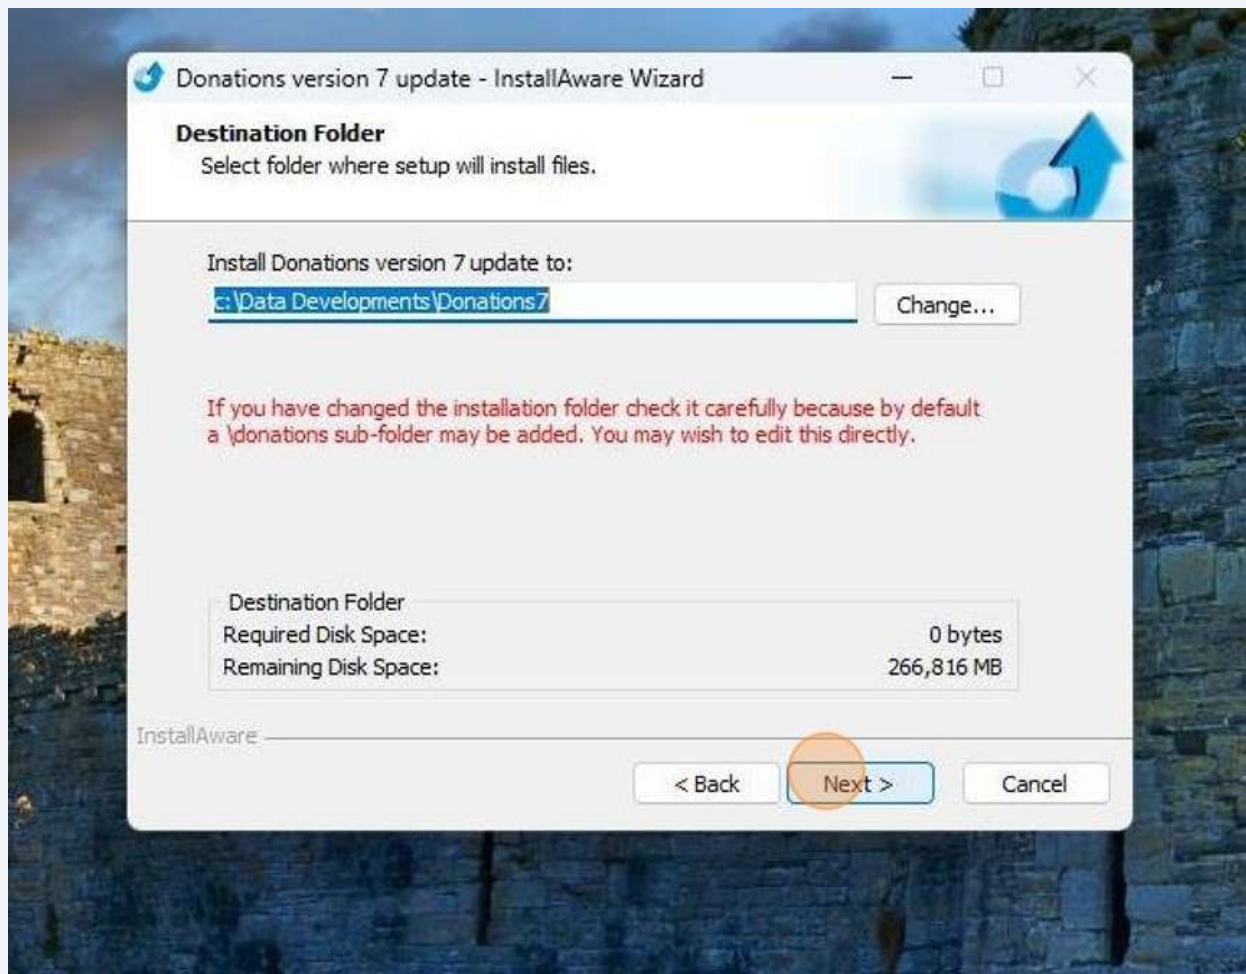 Donations version 7 update - InstallAware Wizard
Destination Folder
Select folder where setup will install files.
Install Donations version 7 update to:
c:\Data Developments\Donations7
Change...
If you have changed the installation folder check it carefully because by default
a \donations sub-folder may be added. You may wish to edit this directly.
Destination Folder
Required Disk Space: 0 bytes
Remaining Disk Space: 266,816 MB
InstallAware
< Back Next > Cancel